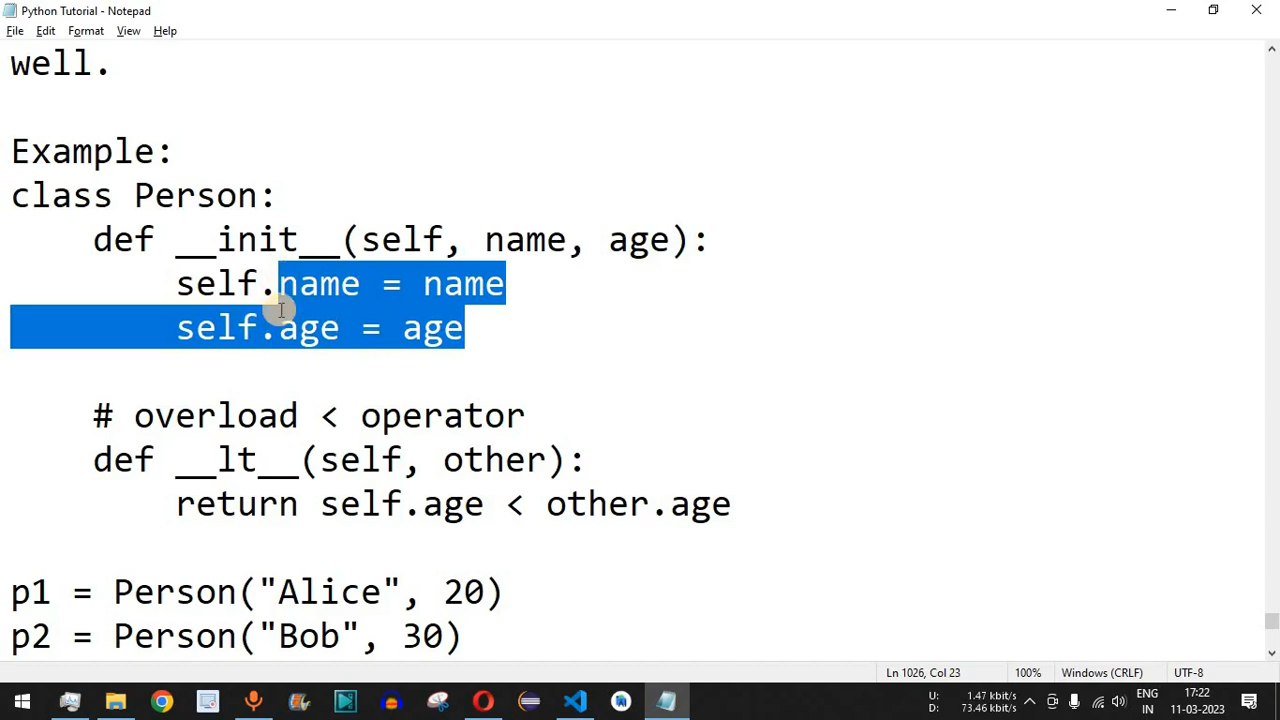 Python Tutorial - Notepad
File Edit Format View Help
well.
Example:
class Person:
    def __init__(self, name, age):
        self.name = name
        self.age = age
    # overload < operator
    def __lt__(self, other):
        return self.age < other.age
p1 = Person("Alice", 20)
p2 = Person("Bob", 30)
Ln 1026, Col 23 100% Windows (CRLF) UTF-8
U: 1.47 kbit/s ENG 17:22
D: 73.46 kbit/s IN 11-03-2023